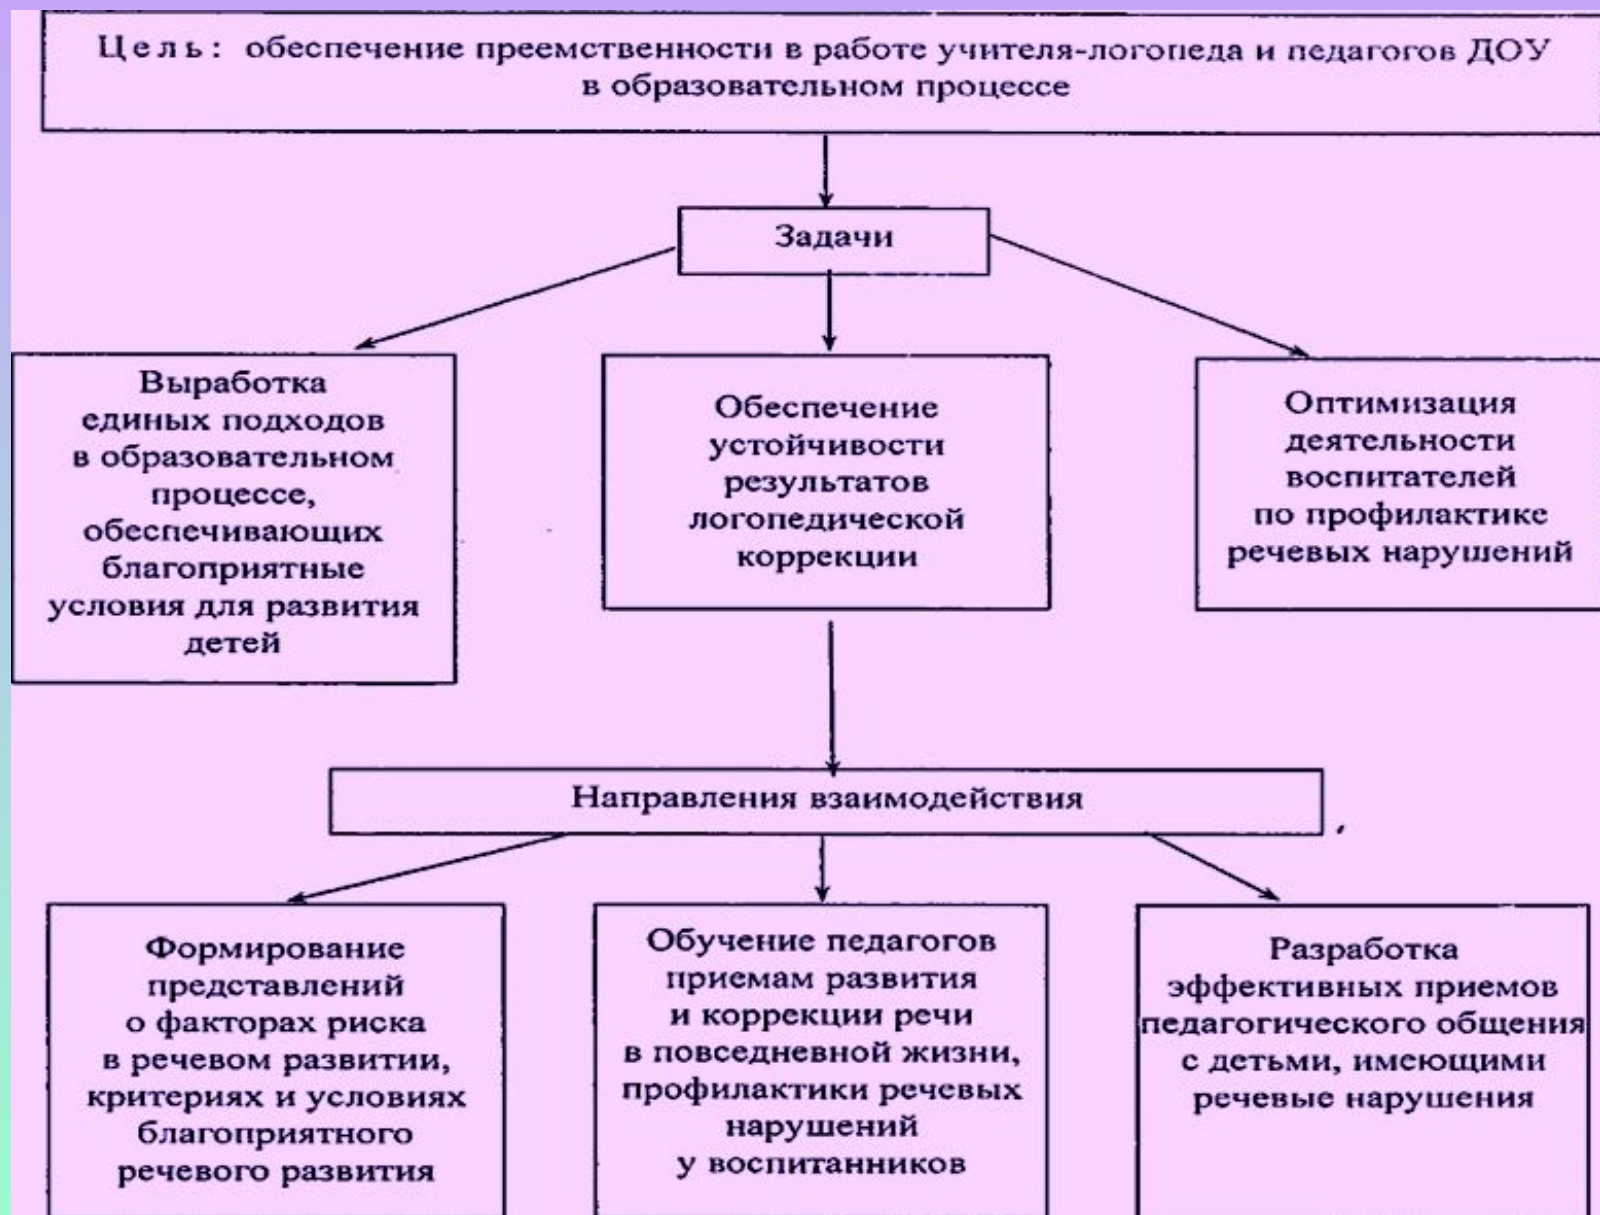 Цель: обеспечение преемственности в работе учителя-логопеда и педагогов ДОУ
в образовательном процессе
Задачи
Выработка
единых подходов
в образовательном
процессе,
обеспечивающих
благоприятные
условия для развития
детей
Обеспечение
устойчивости
результатов
логопедической
коррекции
Оптимизация
деятельности
воспитателей
по профилактике
речевых нарушений
Направления взаимодействия
Формирование
представлений
о факторах риска
в речевом развитии,
критериях и условиях
благоприятного
речевого развития
Обучение педагогов
приемам развития
и коррекции речи
в повседневной жизни,
профилактики речевых
нарушений
у воспитанников
Разработка
эффективных приемов
педагогического общения
с детьми, имеющими
речевые нарушения